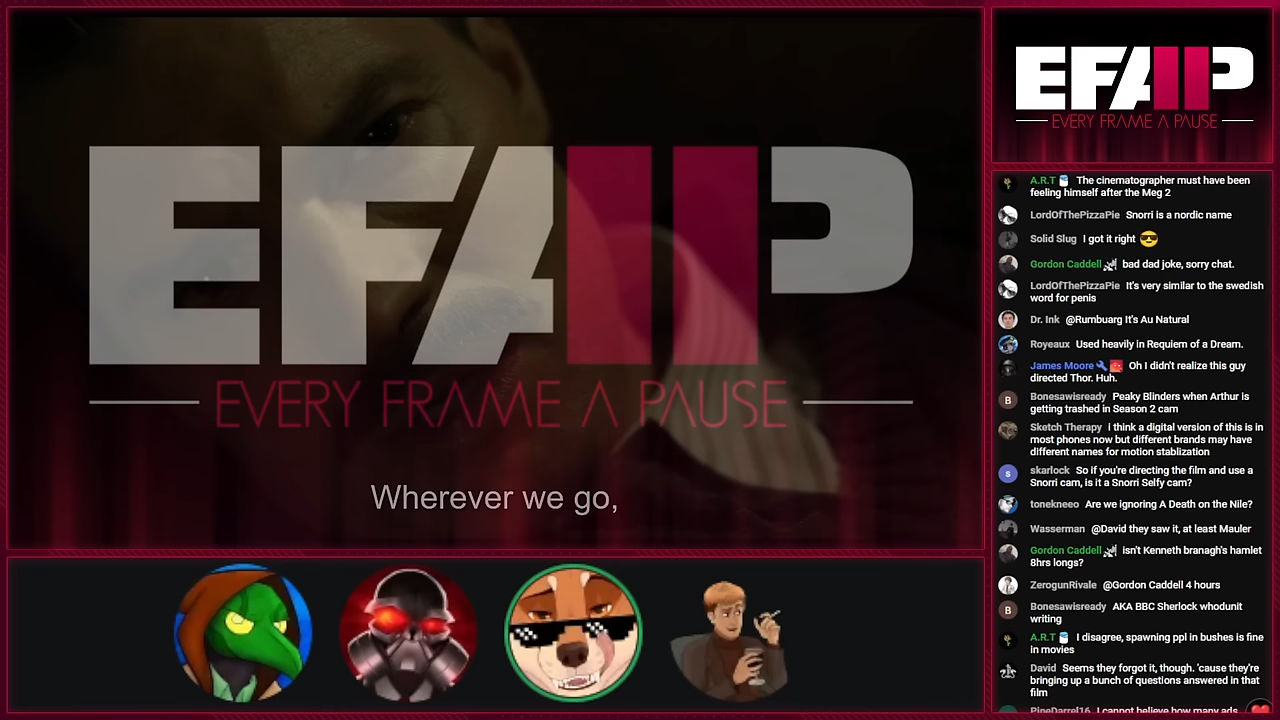 EFAP
EVERY FRAME A PAUSE
Wherever we go,
EFAP
EVERY FRAME A PAUSE
A.R.T The cinematographer must have been
feeling himself after the Meg 2
LordOfThePizzaPie Snorri is a nordic name
Solid Slug I got it right
Gordon Caddell bad dad joke, sorry chat.
LordOfThePizzaPie It's very similar to the swedish
word for penis
Dr. Ink @Rumbuarg It's Au Natural
Royeaux Used heavily in Requiem of a Dream.
James Moore Oh I didn't realize this guy
directed Thor. Huh.
B
Bonesawisready Peaky Blinders when Arthur is
getting trashed in Season 2 cam
Sketch Therapy i think a digital version of this is in
most phones now but different brands may have
different names for motion stablization
s
skarlock So if you're directing the film and use a
Snorri cam, is it a Snorri Selfy cam?
tonekneeo Are we ignoring A Death on the Nile?
Wasserman @David they saw it, at least Mauler
Gordon Caddell isn't Kenneth branagh's hamlet
8hrs longs?
ZerogunRivale @Gordon Caddell 4 hours
B
Bonesawisready AKA BBC Sherlock whodunit
writing
A.R.T I disagree, spawning ppl in bushes is fine
in movies
David Seems they forgot it, though. 'cause they're
bringing up a bunch of questions answered in that
film
PineDarrel16 I cannot believe how many ads